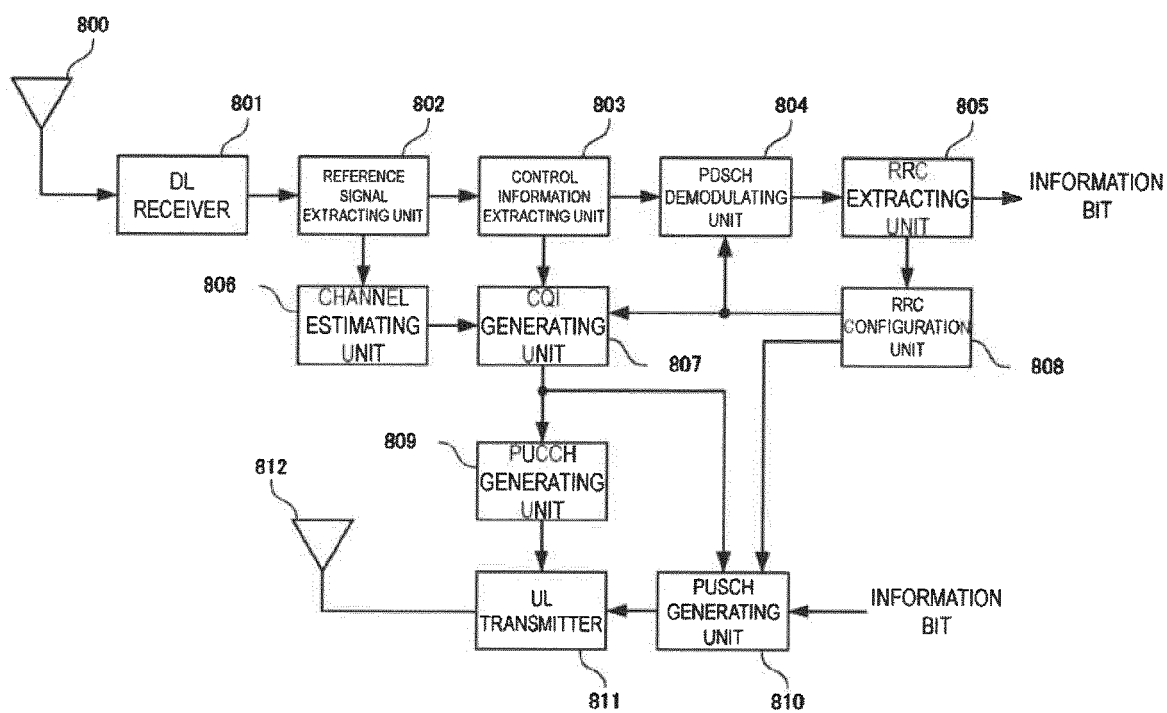 800
801
802
803
804
805
DL
RECEIVER
REFERENCE
SIGNAL
EXTRACTING UNIT
CONTROL
INFORMATION
EXTRACTING UNIT
PDSCH
DEMODULATING
UNIT
RRC
EXTRACTING
UNIT
INFORMATION
BIT
806
CHANNEL
ESTIMATING
UNIT
CQI
GENERATING
UNIT
807
RRC
CONFIGURATION
UNIT
808
809
PUCCH
GENERATING
UNIT
812
UL
TRANSMITTER
811
PUSCH
GENERATING
UNIT
810
INFORMATION
BIT